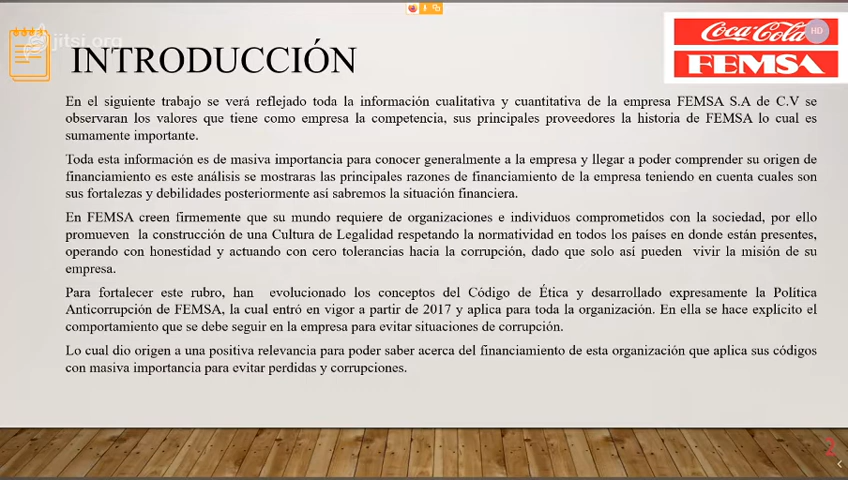 jitsi.org
HD
Coca-Cola
FEMSA
INTRODUCCIÓN
En el siguiente trabajo se verá reflejado toda la información cualitativa y cuantitativa de la empresa FEMSA S.A de C.V se
observaran los valores que tiene como empresa la competencia, sus principales proveedores la historia de FEMSA lo cual es
sumamente importante.
Toda esta información es de masiva importancia para conocer generalmente a la empresa y llegar a poder comprender su origen de
financiamiento es este análisis se mostraras las principales razones de financiamiento de la empresa teniendo en cuenta cuales son
sus fortalezas y debilidades posteriormente así sabremos la situación financiera.
En FEMSA creen firmemente que su mundo requiere de organizaciones e individuos comprometidos con la sociedad, por ello
promueven la construcción de una Cultura de Legalidad respetando la normatividad en todos los países en donde están presentes,
operando con honestidad y actuando con cero tolerancias hacia la corrupción, dado que solo así pueden vivir la misión de su
empresa.
Para fortalecer este rubro, han evolucionado los conceptos del Código de Ética y desarrollado expresamente la Política
Anticorrupción de FEMSA, la cual entró en vigor a partir de 2017 y aplica para toda la organización. En ella se hace explícito el
comportamiento que se debe seguir en la empresa para evitar situaciones de corrupción.
Lo cual dio origen a una positiva relevancia para poder saber acerca del financiamiento de esta organización que aplica sus códigos
con masiva importancia para evitar perdidas y corrupciones.
2